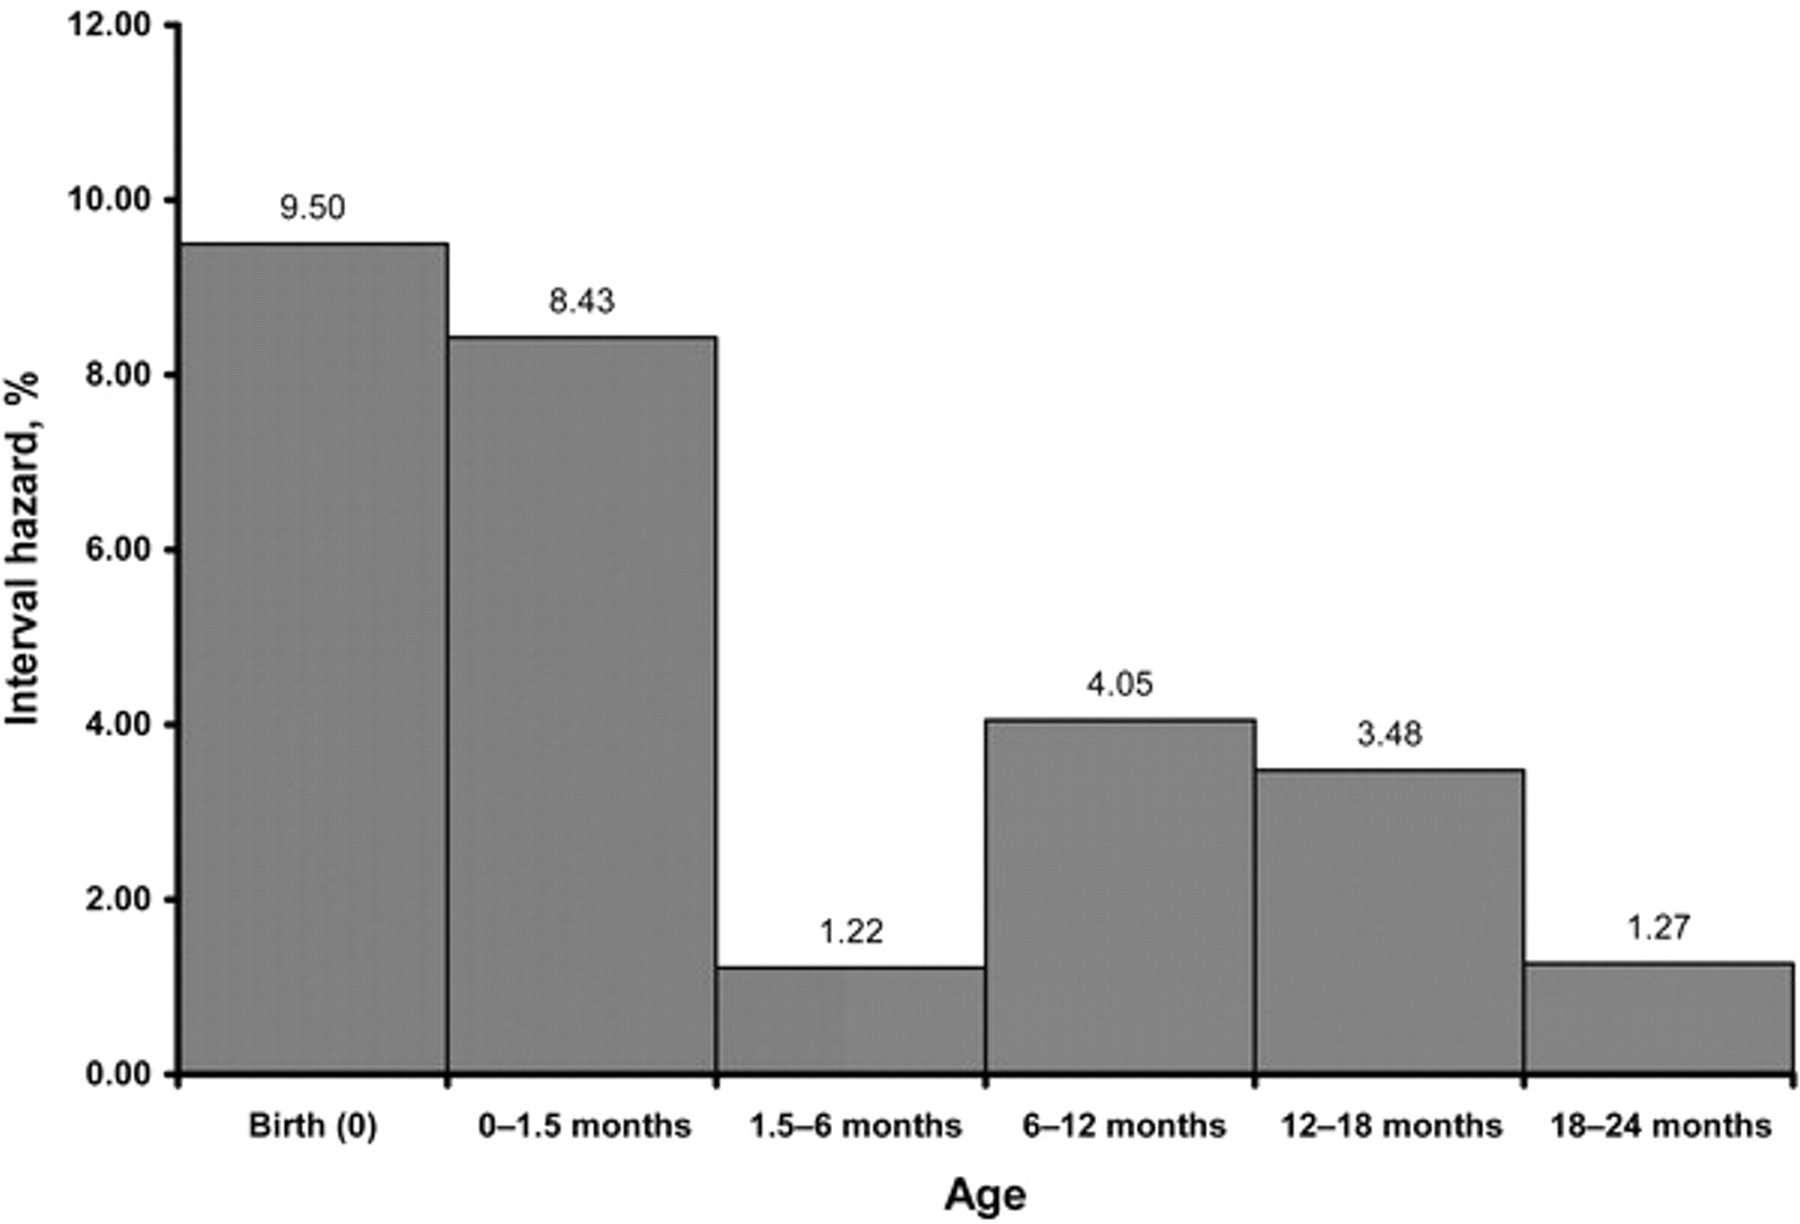 12.00
10.00
8.00
6.00
4.00
2.00
0.00
Interval hazard, %
9.50
8.43
1.22
4.05
3.48
1.27
Birth (0)
0–1.5 months
1.5–6 months
6–12 months
12–18 months
18–24 months
Age